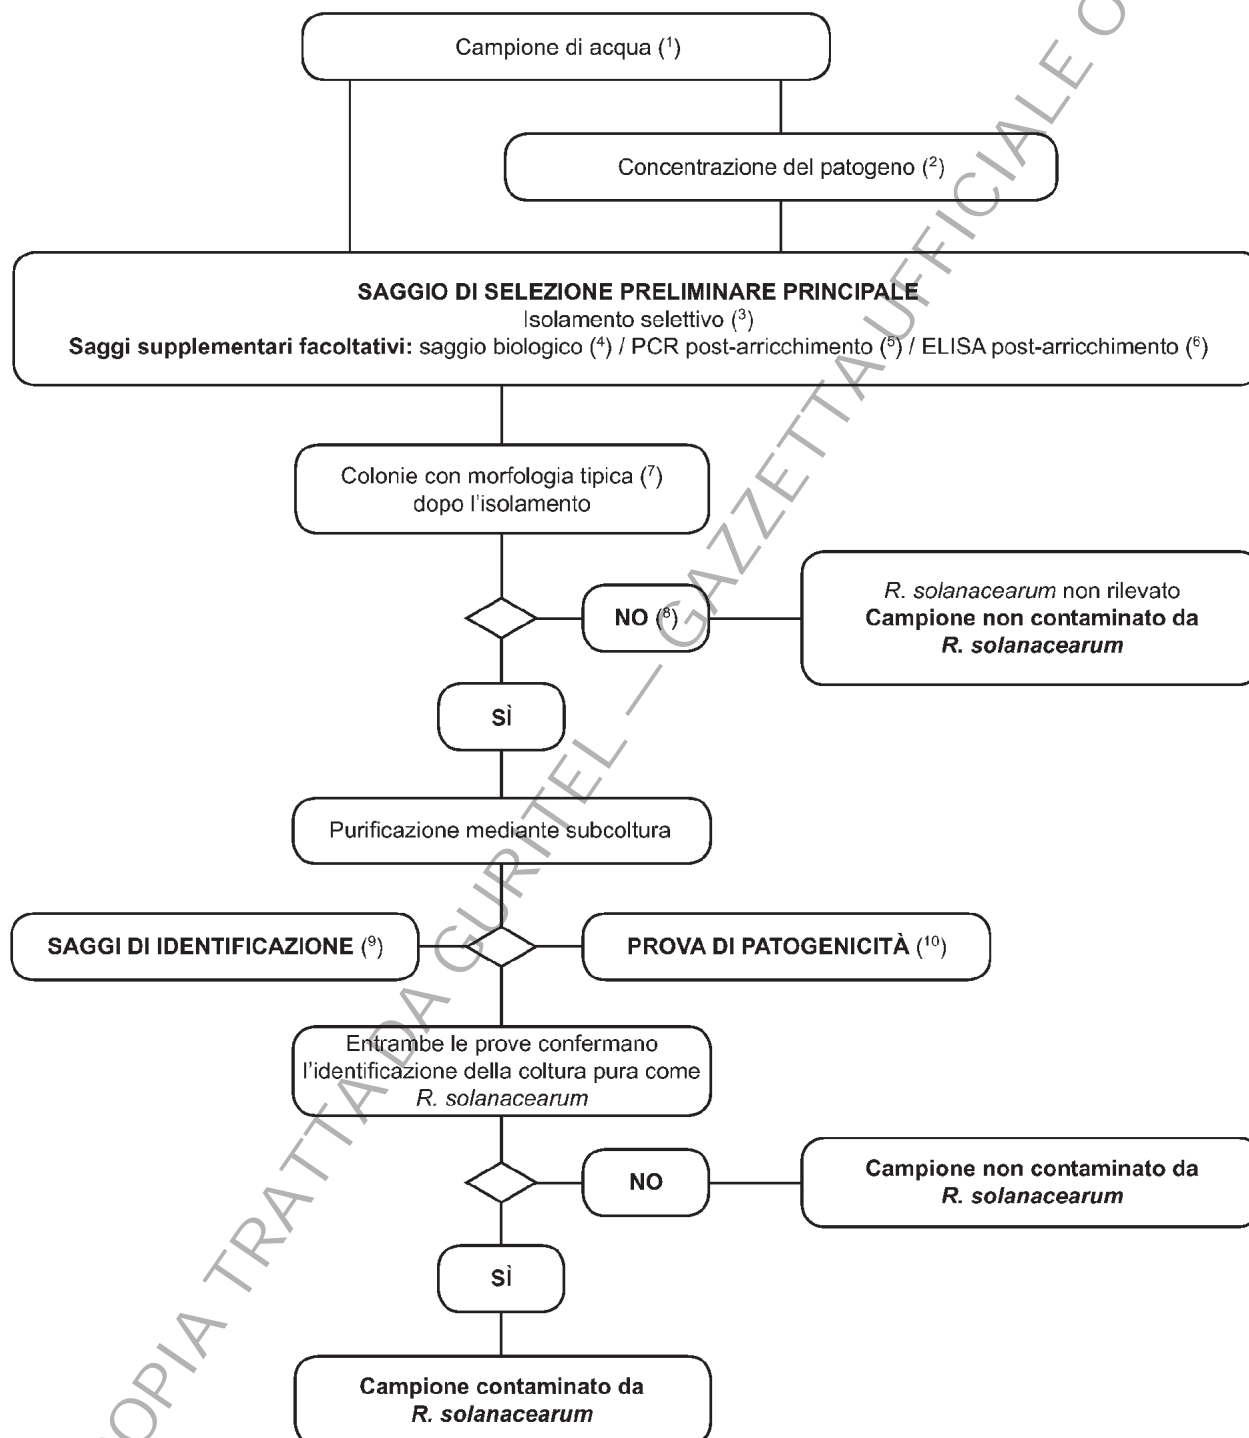 Campione di acqua (¹)
Concentrazione del patogeno (²)
SAGGIO DI SELEZIONE PRELIMINARE PRINCIPALE
Isolamento selettivo (³)
Saggi supplementari facoltativi: saggio biologico (⁴) / PCR post-arricchimento (⁵) / ELISA post-arricchimento (⁶)
Colonie con morfologia tipica (⁷)
dopo l'isolamento
NO (⁸)
R. solanacearum non rilevato
Campione non contaminato da
R. solanacearum
SÌ
Purificazione mediante subcoltura
SAGGI DI IDENTIFICAZIONE (⁹)
PROVA DI PATOGENICITÀ (¹⁰)
Entrambe le prove confermano
l'identificazione della coltura pura come
R. solanacearum
NO
Campione non contaminato da
R. solanacearum
SÌ
Campione contaminato da
R. solanacearum
OPIA TRATTA DA GURITEL — GAZZETTA UFFICIALE O